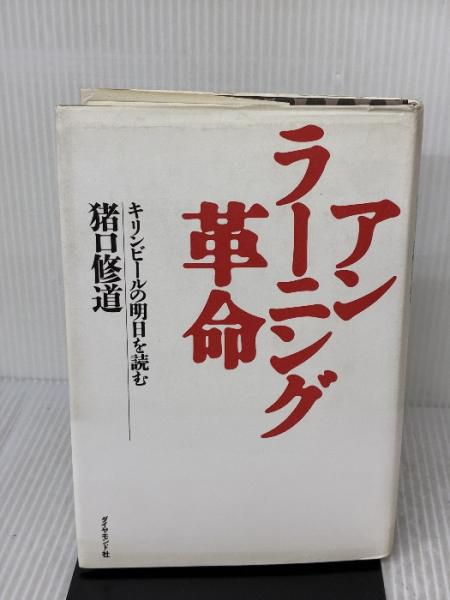 アン
ラーニング
革命
キリンビールの明日を読む
猪口修道
ダイヤモンド社